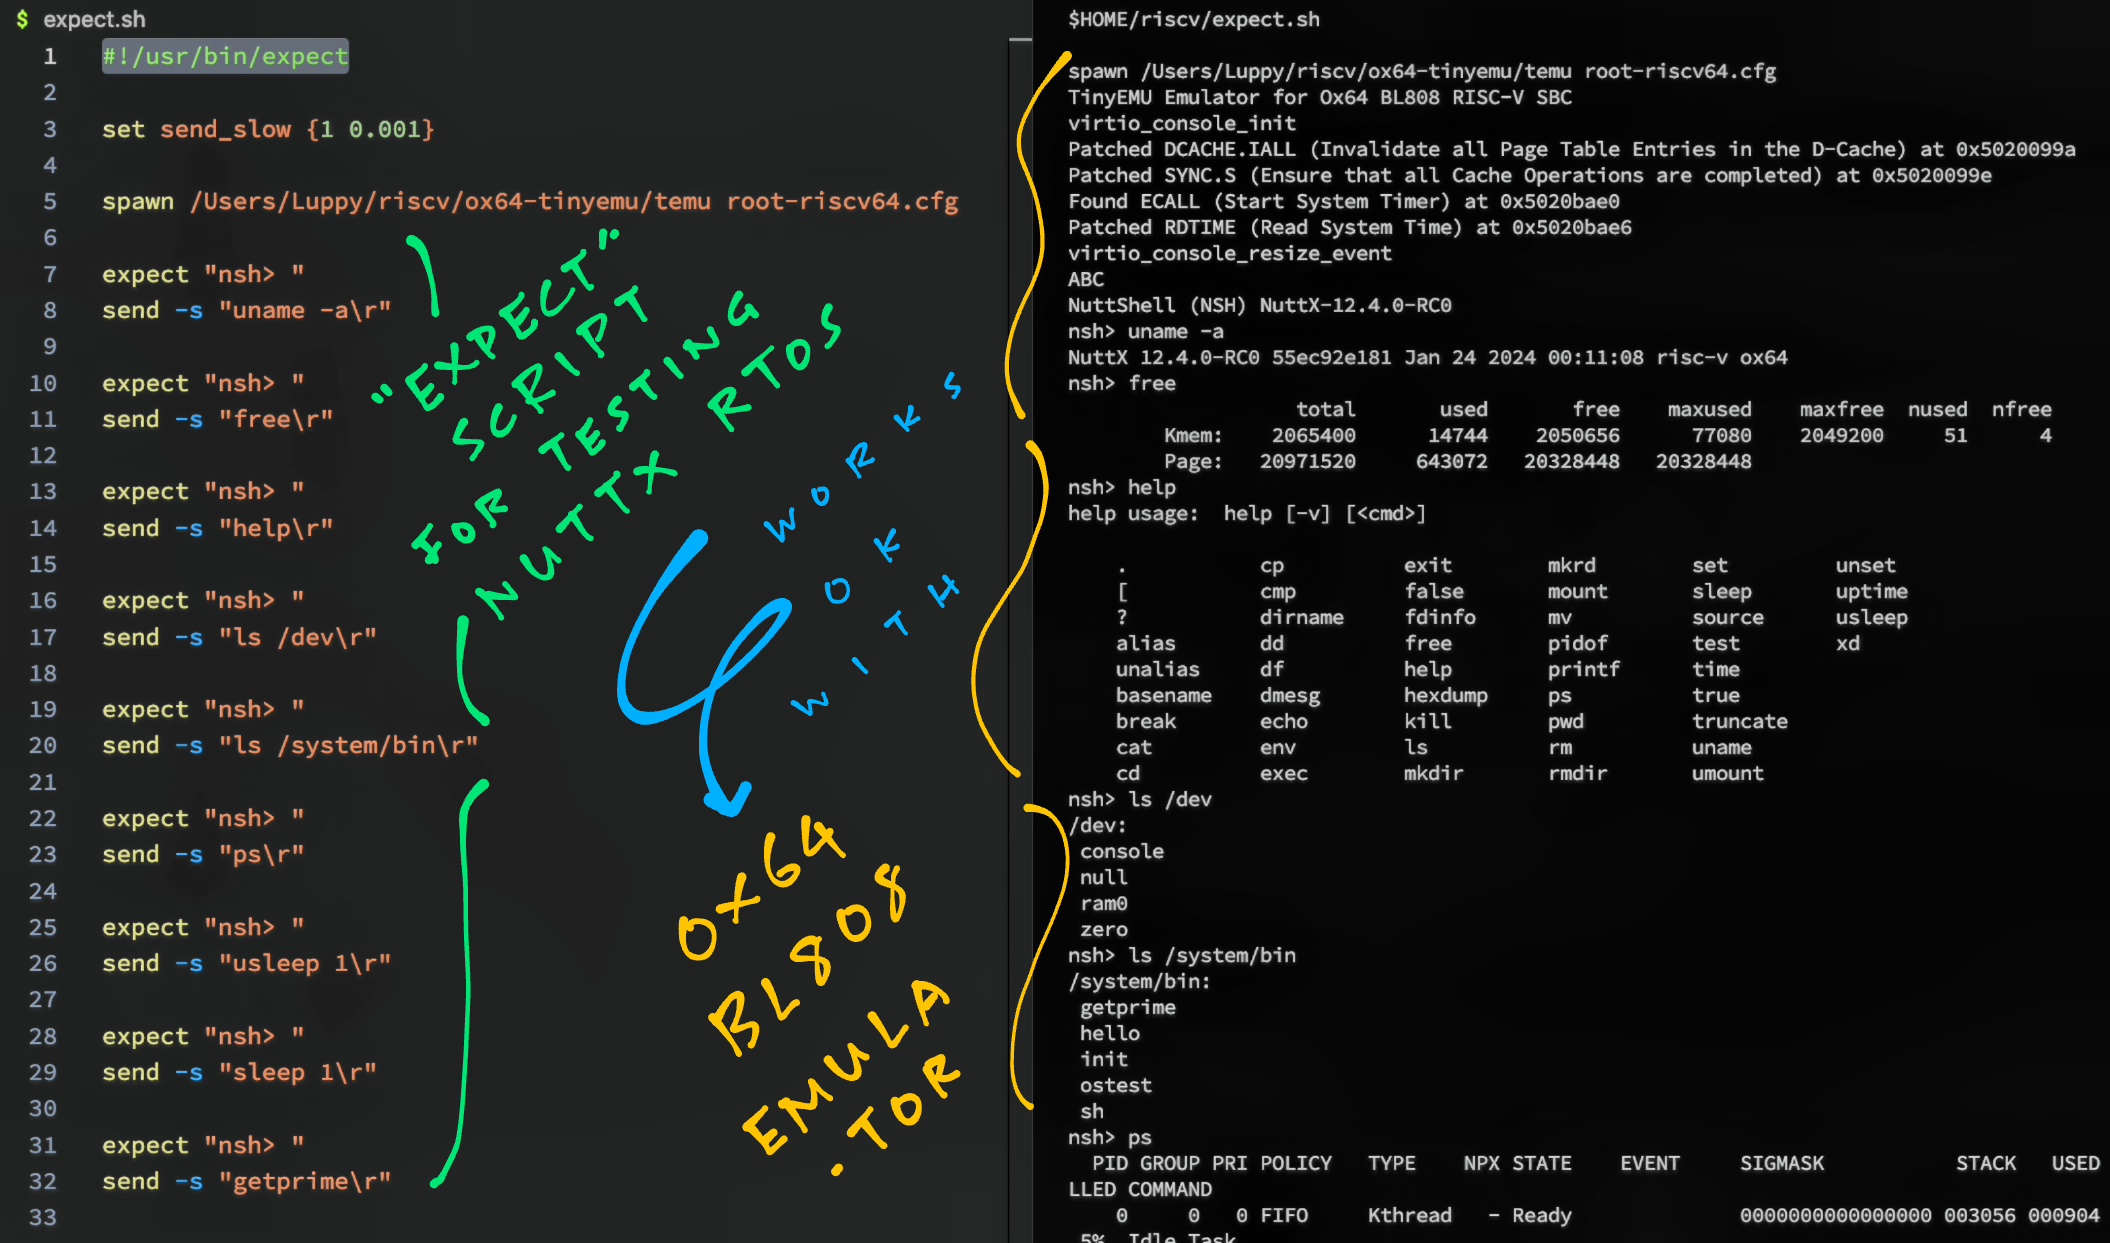 $ expect.sh
1 #!/usr/bin/expect
2
3 set send_slow {1 0.001}
4
5 spawn /Users/Luppy/riscv/ox64-tinyemu/temu root-riscv64.cfg
6
7 expect "nsh> "
8 send -s "uname -a\r"
9
10 expect "nsh> "
11 send -s "free\r"
12
13 expect "nsh> "
14 send -s "help\r"
15
16 expect "nsh> "
17 send -s "ls /dev\r"
18
19 expect "nsh> "
20 send -s "ls /system/bin\r"
21
22 expect "nsh> "
23 send -s "ps\r"
24
25 expect "nsh> "
26 send -s "usleep 1\r"
27
28 expect "nsh> "
29 send -s "sleep 1\r"
30
31 expect "nsh> "
32 send -s "getprime\r"
33
"EXPECT"
SCRIPT
FOR TESTING
NUTTX RTOS
WORKS
WITH
OX64
BL808
EMULA
.TOR
$HOME/riscv/expect.sh
spawn /Users/Luppy/riscv/ox64-tinyemu/temu root-riscv64.cfg
TinyEMU Emulator for Ox64 BL808 RISC-V SBC
virtio_console_init
Patched DCACHE.IALL (Invalidate all Page Table Entries in the D-Cache) at 0x5020099a
Patched SYNC.S (Ensure that all Cache Operations are completed) at 0x5020099e
Found ECALL (Start System Timer) at 0x5020bae0
Patched RDTIME (Read System Time) at 0x5020bae6
virtio_console_resize_event
ABC
NuttShell (NSH) NuttX-12.4.0-RC0
nsh> uname -a
NuttX 12.4.0-RC0 55ec92e181 Jan 24 2024 00:11:08 risc-v ox64
nsh> free
total used free maxused maxfree nused nfree
Kmem: 2065400 14744 2050656 77080 2049200 51 4
Page: 20971520 643072 20328448 20328448
nsh> help
help usage:  help [-v] [<cmd>]
. cp exit mkrd set unset
[ cmp false mount sleep uptime
? dirname fdinfo mv source usleep
alias dd free pidof test xd
unalias df help printf time
basename dmesg hexdump ps true
break echo kill pwd truncate
cat env ls rm uname
cd exec mkdir rmdir umount
nsh> ls /dev
/dev:
console
null
ram0
zero
nsh> ls /system/bin
/system/bin:
getprime
hello
init
ostest
sh
nsh> ps
PID GROUP PRI POLICY TYPE NPX STATE EVENT SIGMASK STACK USED
LLED COMMAND
0 0 0 FIFO Kthread - Ready 0000000000000000 003056 000904
5% Idle Task